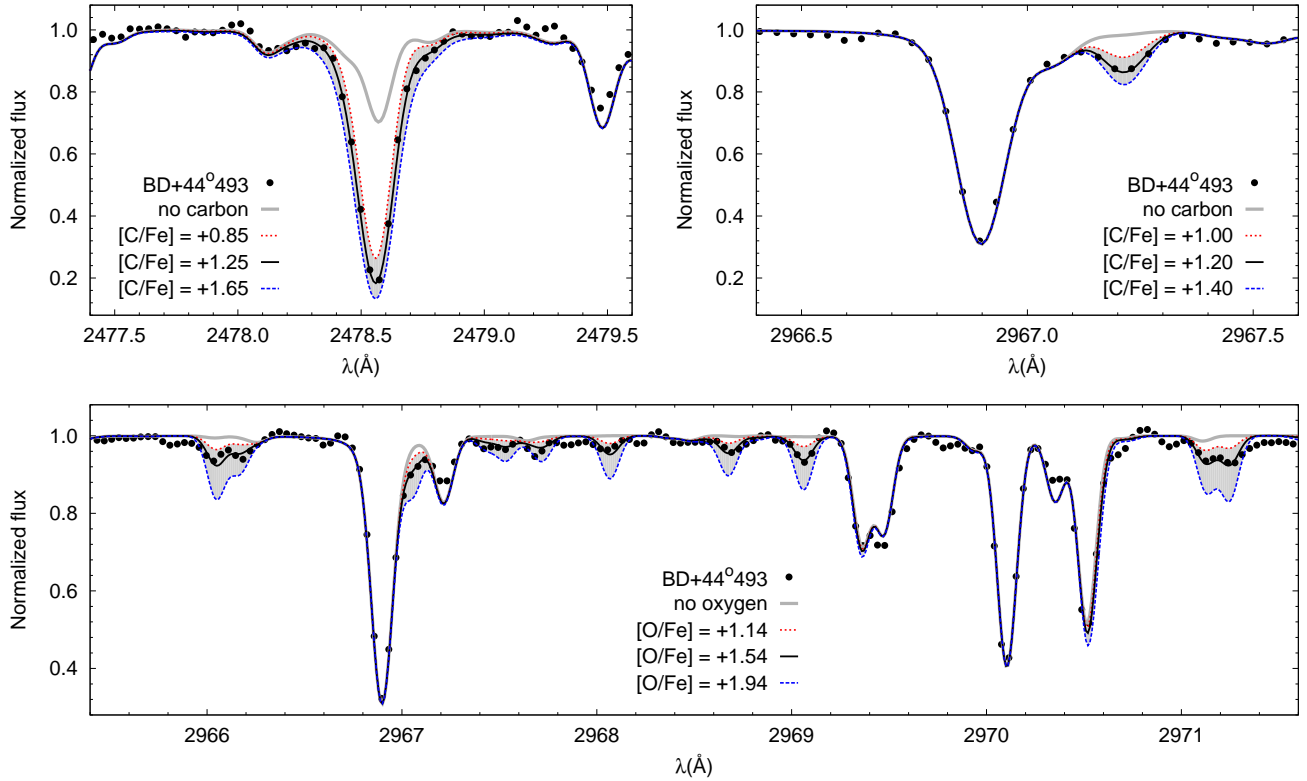 1.0
0.8
0.6
0.4
0.2
Normalized flux
BD+44°493
no carbon
[C/Fe] = +0.85
[C/Fe] = +1.25
[C/Fe] = +1.65
2477.5 2478.0 2478.5 2479.0 2479.5
λ(Å)
1.0
0.8
0.6
0.4
0.2
Normalized flux
BD+44°493
no carbon
[C/Fe] = +1.00
[C/Fe] = +1.20
[C/Fe] = +1.40
2966.5 2967.0 2967.5
λ(Å)
1.0
0.8
0.6
0.4
Normalized flux
BD+44°493
no oxygen
[O/Fe] = +1.14
[O/Fe] = +1.54
[O/Fe] = +1.94
2966 2967 2968 2969 2970 2971
λ(Å)